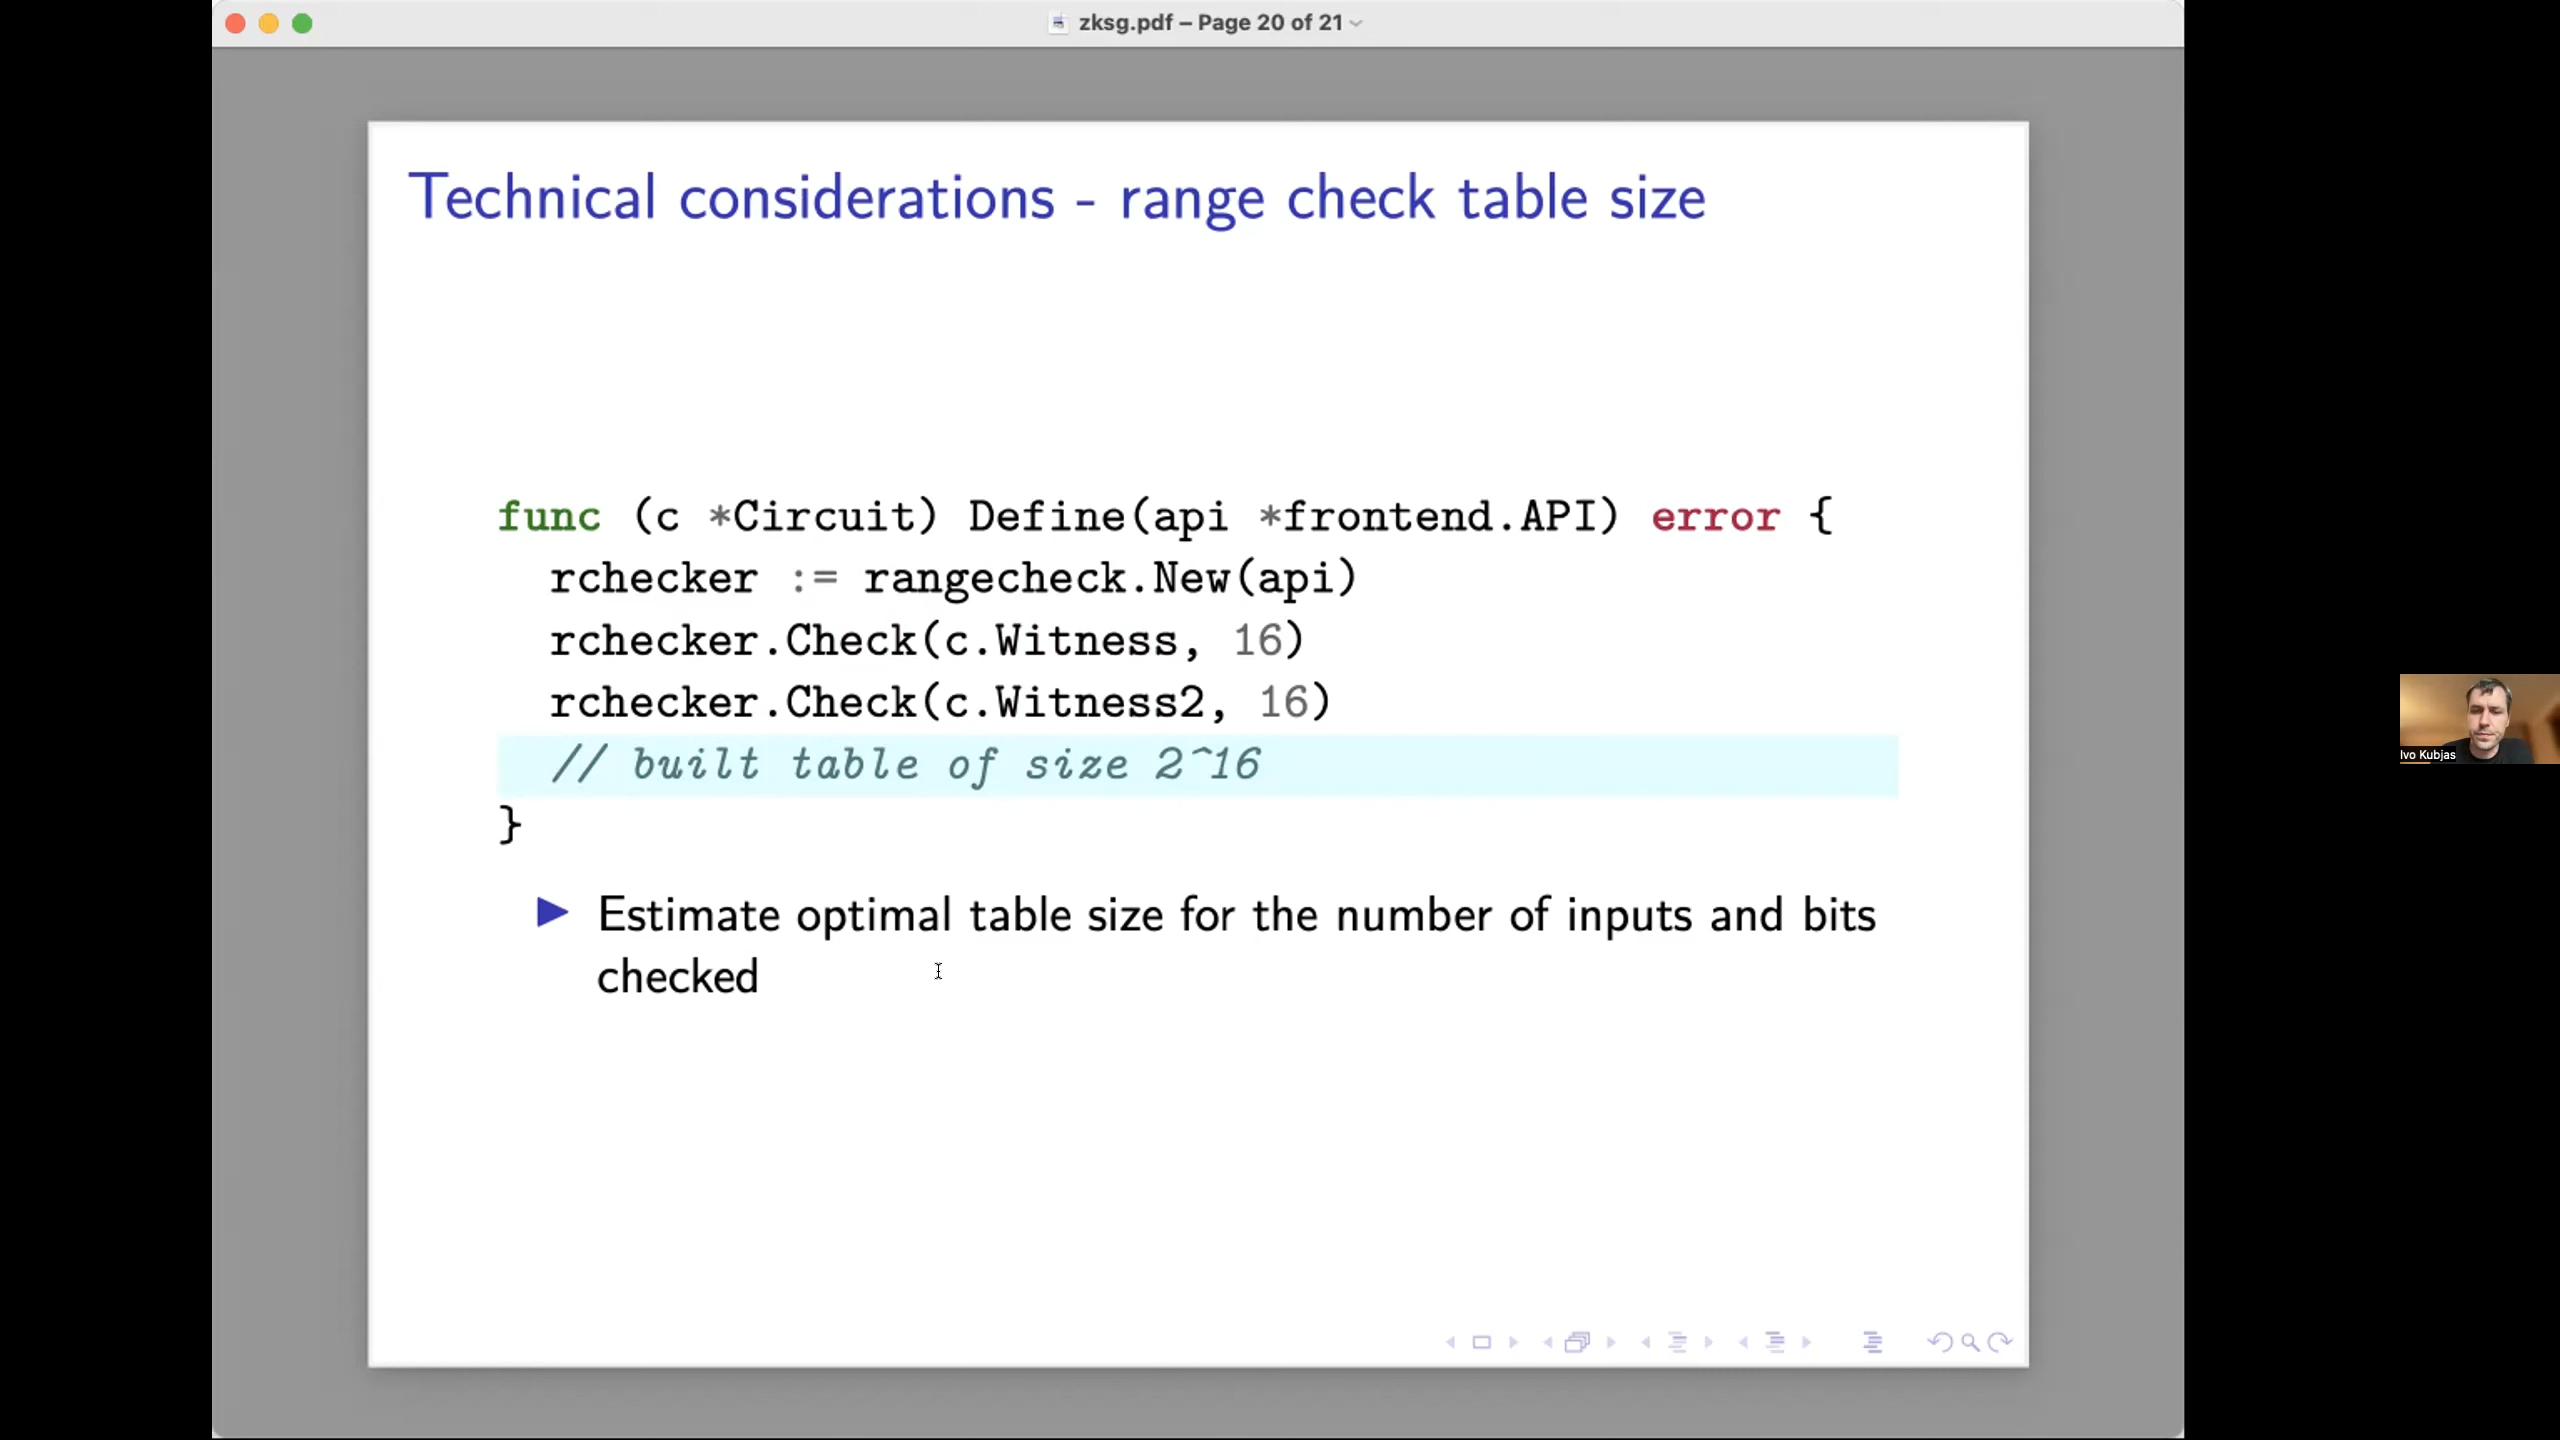 zksg.pdf – Page 20 of 21
Technical considerations - range check table size
func (c *Circuit) Define(api *frontend.API) error {
rchecker := rangecheck.New(api)
rchecker.Check(c.Witness, 16)
rchecker.Check(c.Witness2, 16)
// built table of size 2^16
}
Estimate optimal table size for the number of inputs and bits
checked
Ivo Kubjas